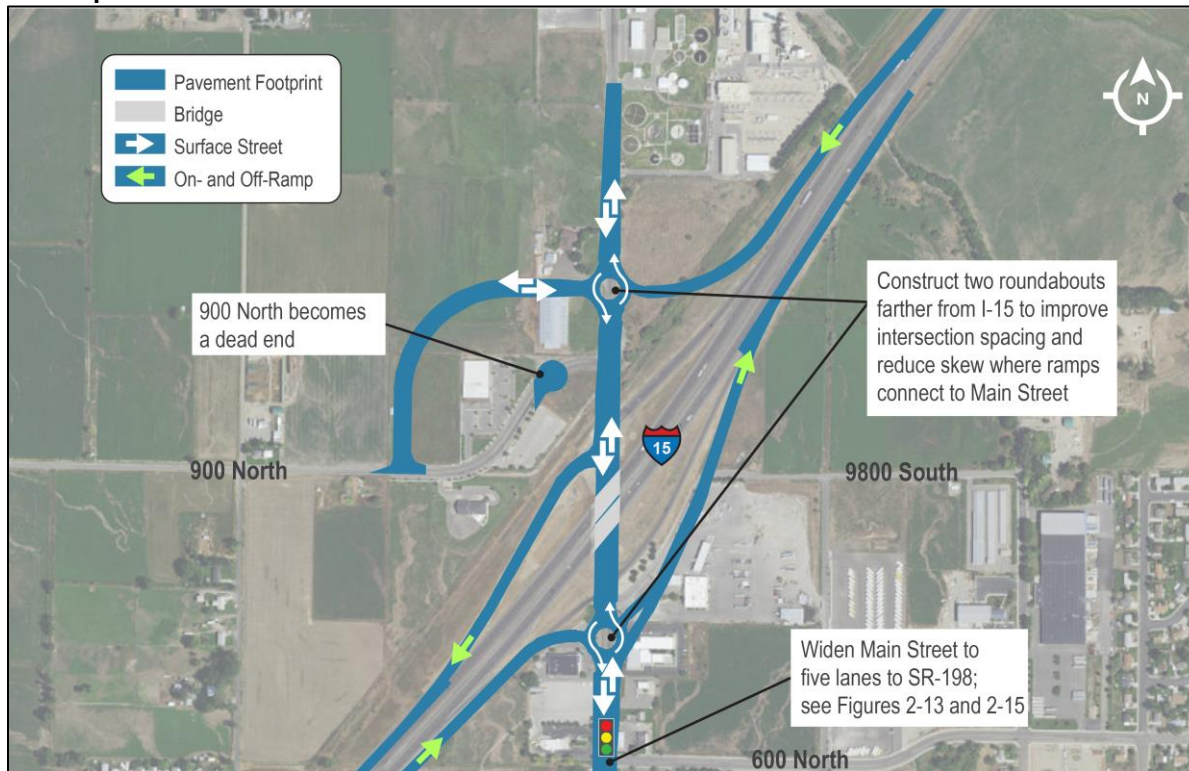 Pavement Footprint
Bridge
Surface Street
On- and Off-Ramp
N
900 North becomes
a dead end
Construct two roundabouts
farther from I-15 to improve
intersection spacing and
reduce skew where ramps
connect to Main Street
15
900 North
9800 South
Widen Main Street to
five lanes to SR-198;
see Figures 2-13 and 2-15
600 North